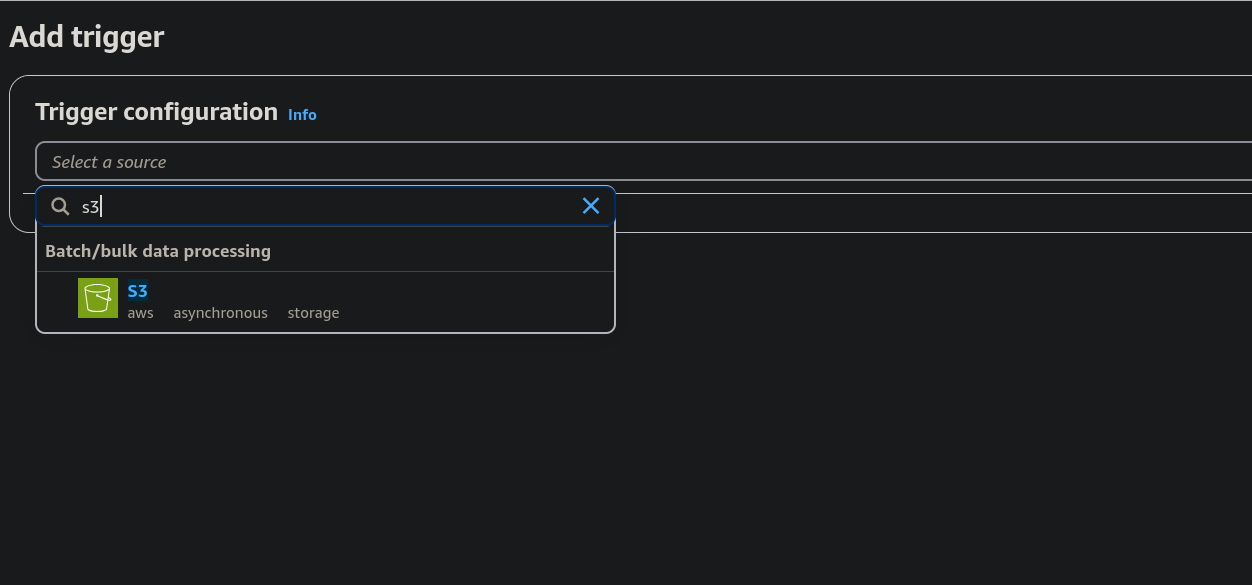 Add trigger
Trigger configuration Info
Select a source
s3
Batch/bulk data processing
S3
aws asynchronous storage